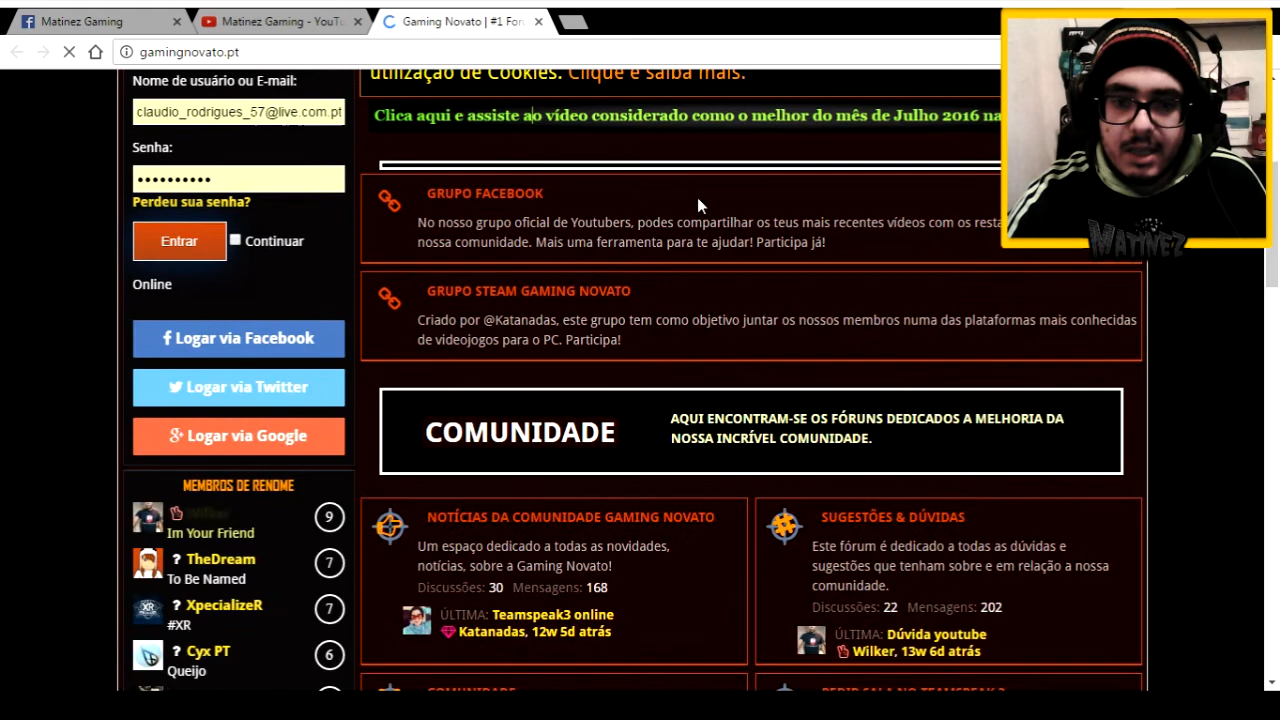 Matinez Gaming
Matinez Gaming - YouTu
Gaming Novato | #1 For
gamingnovato.pt
Nome de usuário ou E-mail:
claudio_rodrigues_57@live.com.pt
Senha:
••••••••••
Perdeu sua senha?
Entrar
Continuar
Online
Logar via Facebook
Logar via Twitter
Logar via Google
MEMBROS DE RENOME
Wilker
9
Im Your Friend
? TheDream
7
To Be Named
? XpecializeR
7
#XR
? Cyx PT
6
Queijo
utilização de Cookies. Clique e saiba mais.
Clica aqui e assiste ao vídeo considerado como o melhor do mês de Julho 2016 na
GRUPO FACEBOOK
No nosso grupo oficial de Youtubers, podes compartilhar os teus mais recentes vídeos com os resta
nossa comunidade. Mais uma ferramenta para te ajudar! Participa já!
GRUPO STEAM GAMING NOVATO
Criado por @Katanadas, este grupo tem como objetivo juntar os nossos membros numa das plataformas mais conhecidas
de videojogos para o PC. Participa!
COMUNIDADE
AQUI ENCONTRAM-SE OS FÓRUNS DEDICADOS A MELHORIA DA
NOSSA INCRÍVEL COMUNIDADE.
NOTÍCIAS DA COMUNIDADE GAMING NOVATO
Um espaço dedicado a todas as novidades,
notícias, sobre a Gaming Novato!
Discussões: 30 Mensagens: 168
ÚLTIMA: Teamspeak3 online
Katanadas, 12w 5d atrás
SUGESTÕES & DÚVIDAS
Este fórum é dedicado a todas as dúvidas e
sugestões que tenham sobre e em relação a nossa
comunidade.
Discussões: 22 Mensagens: 202
ÚLTIMA: Dúvida youtube
Wilker, 13w 6d atrás
COMUNIDADE
PEDIR SALA NO TEAMSPEAK 3
MATINEZ